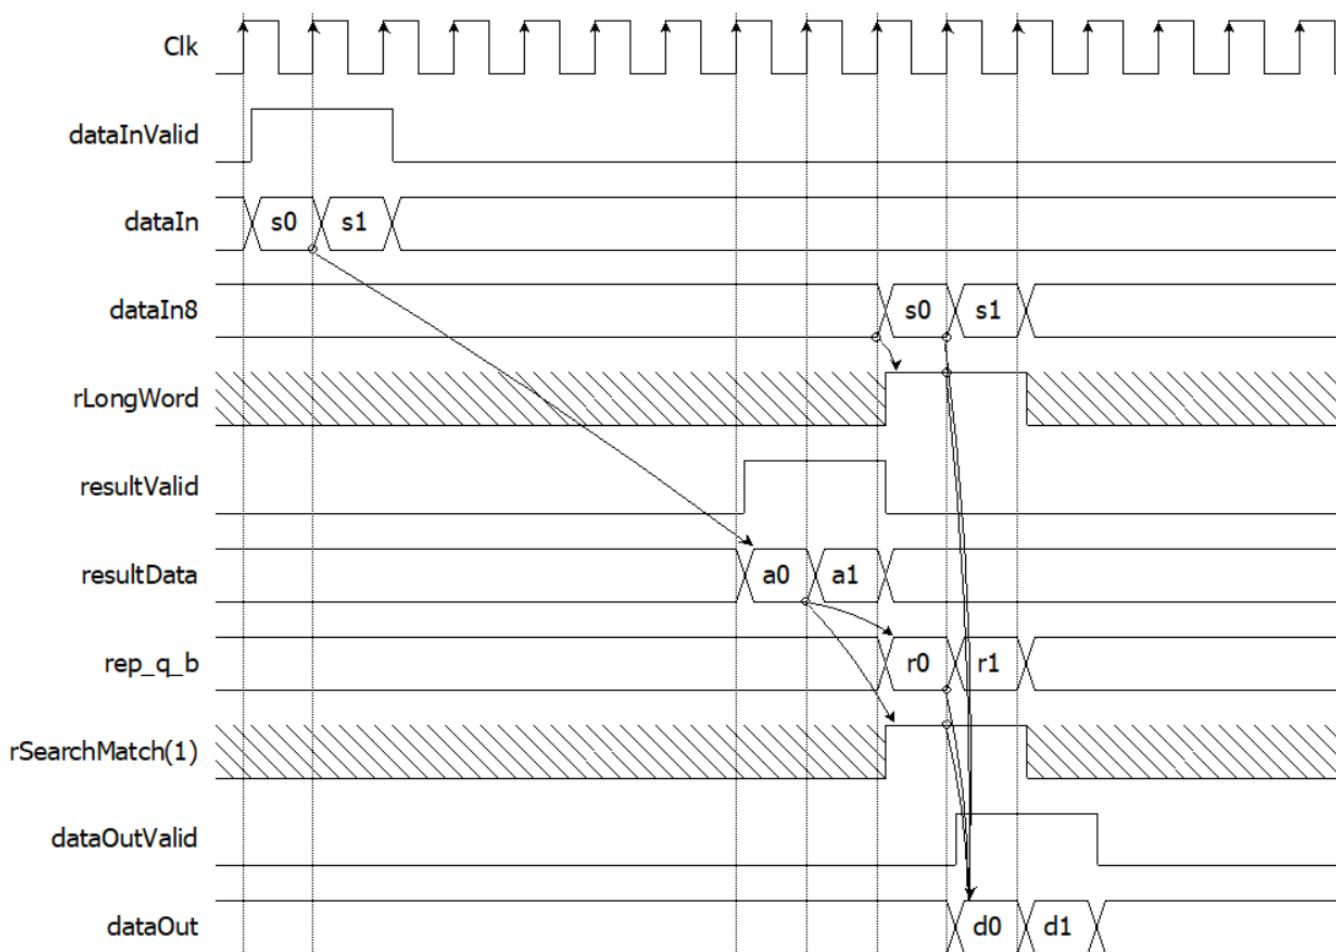 Clk
dataInValid
dataIn s0 s1
dataIn8 s0 s1
rLongWord
resultValid
resultData a0 a1
rep_q_b r0 r1
rSearchMatch(1)
dataOutValid
dataOut d0 d1